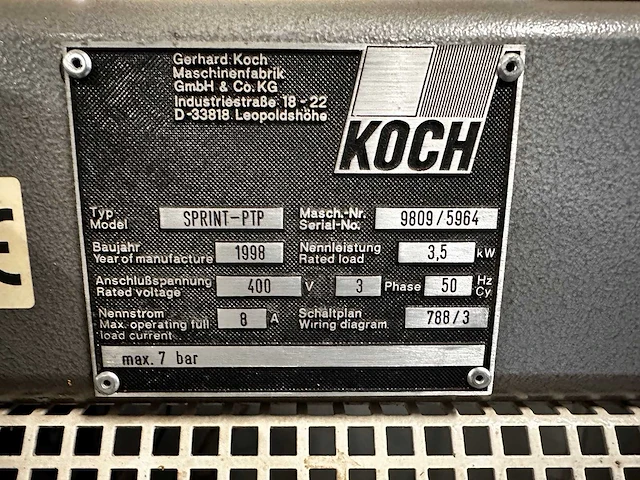 Gerhard Koch
Maschinenfabrik
GmbH & Co. KG
Industriestraße 18-22
D-33818 Leopoldshöhe
KOCH
Typ
Model
SPRINT-PTP
Masch.-Nr.
Serial-No.
9809/5964
Baujahr
Year of manufacture
1998
Nennleistung
Rated load
3,5 kW
Anschlußspannung
Rated voltage
400 V
3 Phase
50 Hz
Cy
Nennstrom
Max. operating full
load current
8 A
Schaltplan
Wiring diagram
788/3
max. 7 bar